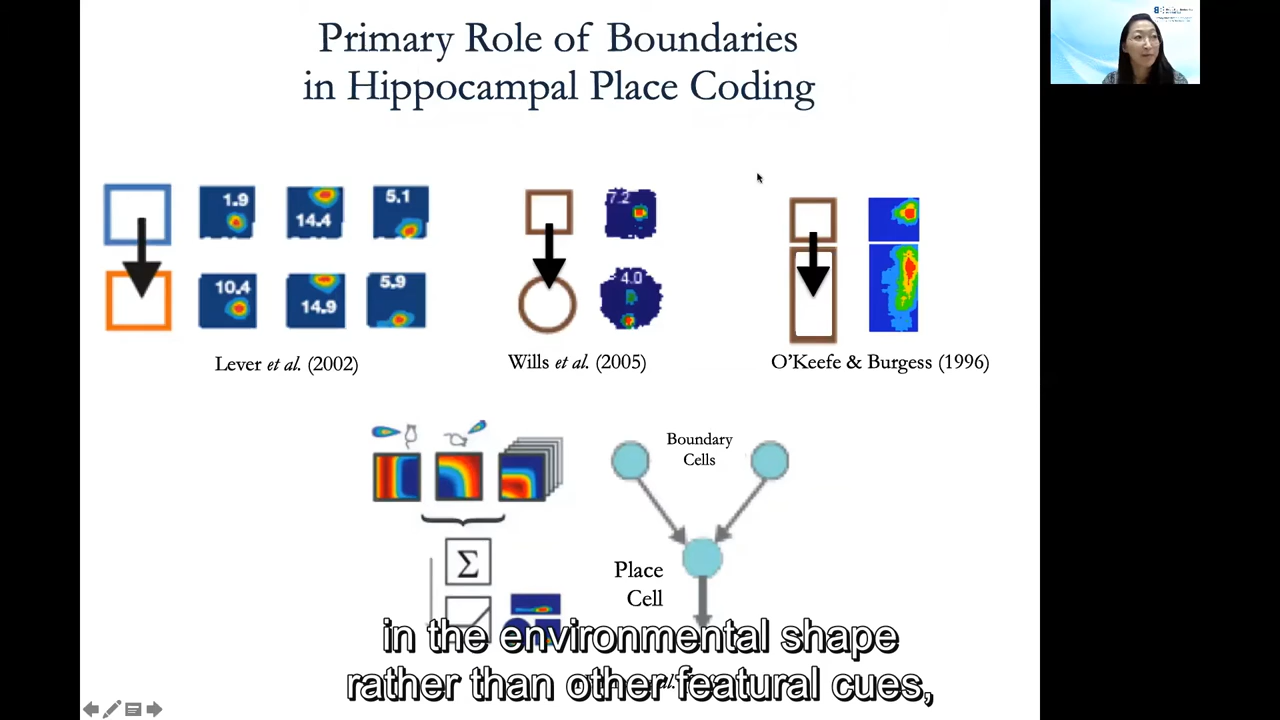 Primary Role of Boundaries
in Hippocampal Place Coding
1.9
14.4
5.1
10.4
14.9
5.9
Lever et al. (2002)
7.2
4.0
Wills et al. (2005)
O'Keefe & Burgess (1996)
Σ
Boundary
Cells
Place
Cell
in the environmental shape
rather than other featural cues,